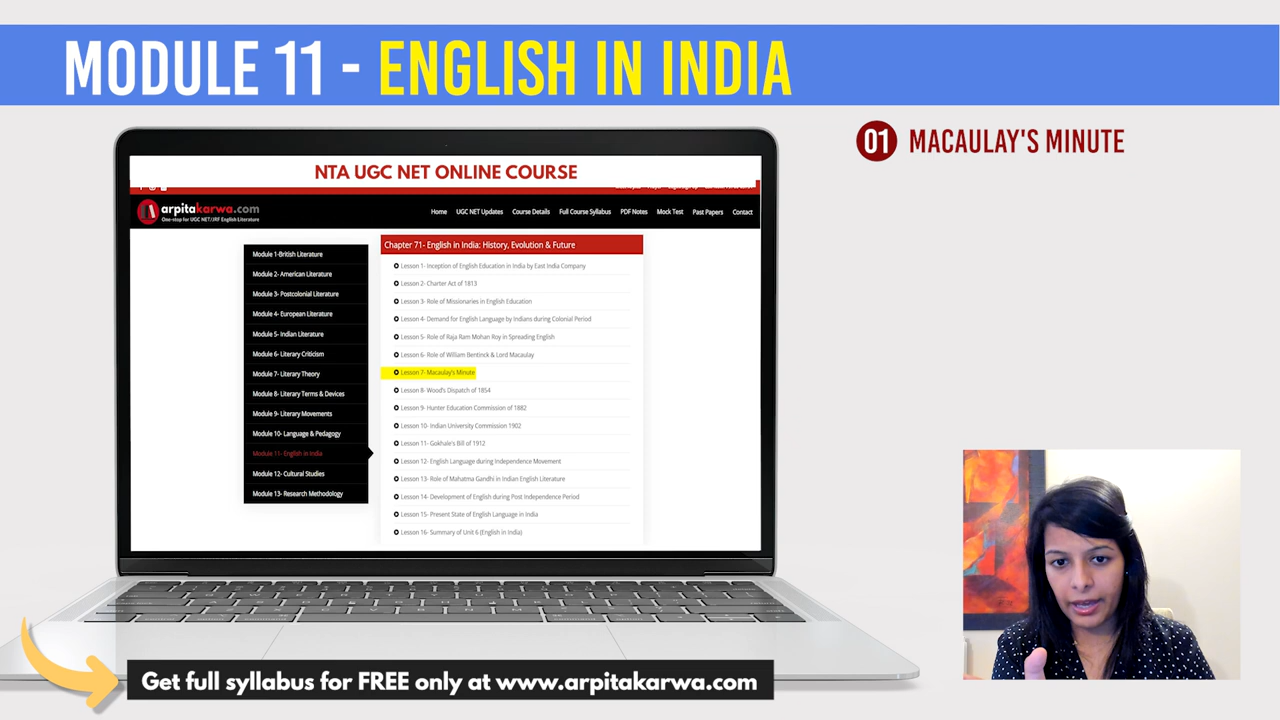 MODULE 11 - ENGLISH IN INDIA
01 MACAULAY'S MINUTE
NTA UGC NET ONLINE COURSE
arpitakarwa.com
One-stop for UGC NET/JRF English Literature
Home UGC NET Updates Course Details Full Course Syllabus PDF Notes Mock Test Past Papers Contact
Module 1-British Literature
Module 2- American Literature
Module 3- Postcolonial Literature
Module 4- European Literature
Module 5- Indian Literature
Module 6- Literary Criticism
Module 7- Literary Theory
Module 8- Literary Terms & Devices
Module 9- Literary Movements
Module 10- Language & Pedagogy
Module 11- English in India
Module 12- Cultural Studies
Module 13- Research Methodology
Chapter 71- English in India: History, Evolution & Future
Lesson 1- Inception of English Education in India by East India Company
Lesson 2- Charter Act of 1813
Lesson 3- Role of Missionaries in English Education
Lesson 4- Demand for English Language by Indians during Colonial Period
Lesson 5- Role of Raja Ram Mohan Roy in Spreading English
Lesson 6- Role of William Bentinck & Lord Macaulay
Lesson 7- Macaulay's Minute
Lesson 8- Wood's Dispatch of 1854
Lesson 9- Hunter Education Commission of 1882
Lesson 10- Indian University Commission 1902
Lesson 11- Gokhale's Bill of 1912
Lesson 12- English Language during Independence Movement
Lesson 13- Role of Mahatma Gandhi in Indian English Literature
Lesson 14- Development of English during Post Independence Period
Lesson 15- Present State of English Language in India
Lesson 16- Summary of Unit 6 (English in India)
Get full syllabus for FREE only at www.arpitakarwa.com